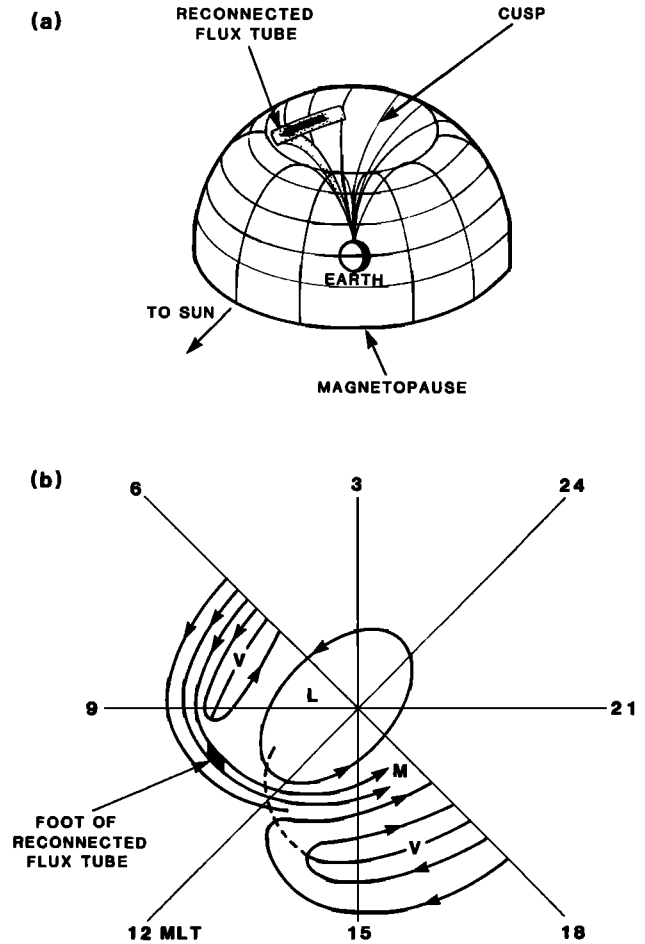 (a)
RECONNECTED
FLUX TUBE
CUSP
EARTH
TO SUN
MAGNETOPAUSE
(b)
6
3
24
V
L
9
21
M
FOOT OF
RECONNECTED
FLUX TUBE
V
12 MLT
15
18